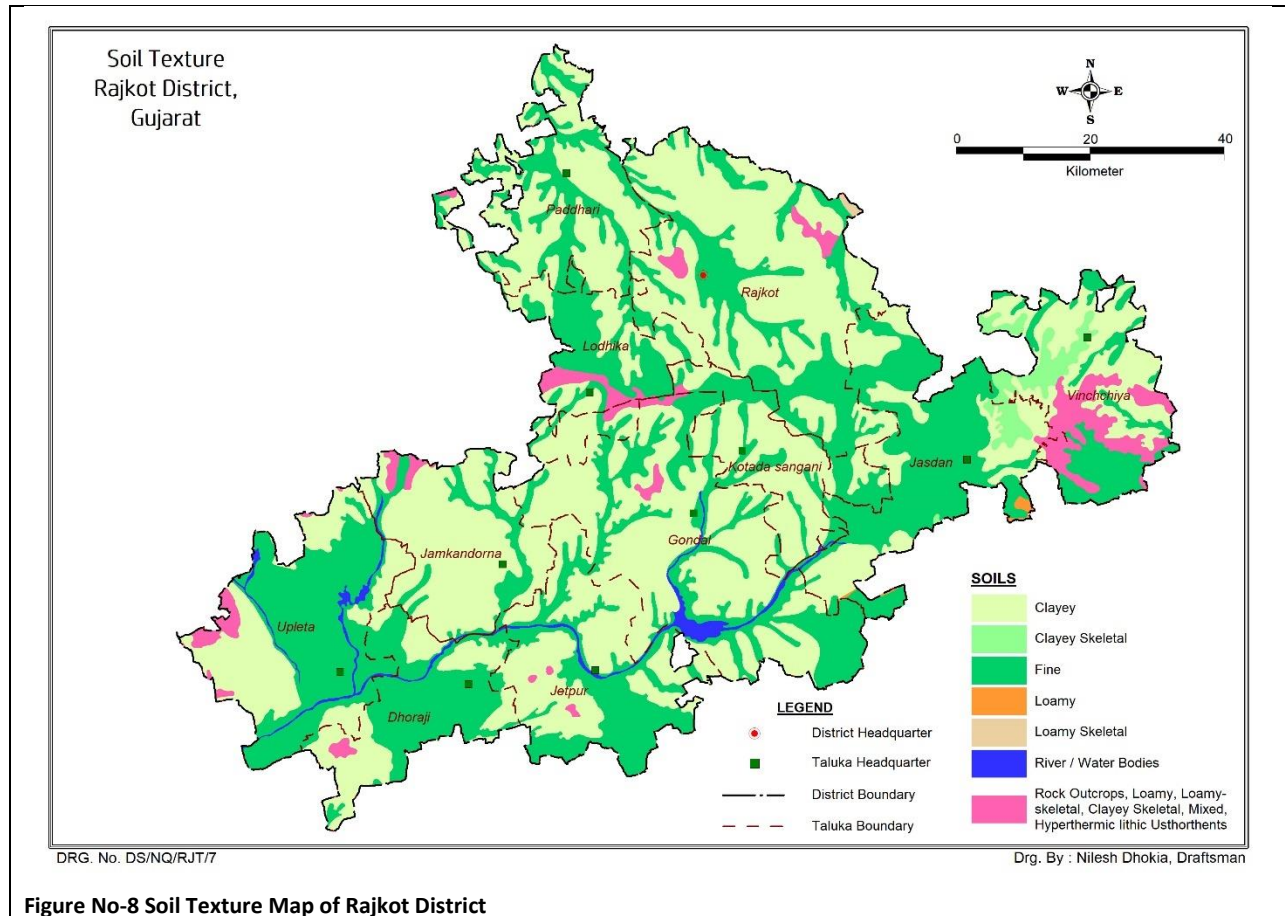 Soil Texture
Rajkot District,
Gujarat
N
W
E
S
0
20
40
Kilometer
Paddhari
Rajkot
Lodhika
Vinchchiya
Kotada sangani
Jasdan
Gondal
Jamkandorna
Upleta
Jetpur
Dhoraji
SOILS
Clayey
Clayey Skeletal
Fine
Loamy
Loamy Skeletal
River / Water Bodies
Rock Outcrops, Loamy, Loamy-
skeletal, Clayey Skeletal, Mixed,
Hyperthermic lithic Usthorthents
LEGEND
District Headquarter
Taluka Headquarter
District Boundary
Taluka Boundary
DRG. No. DS/NQ/RJT/7
Drg. By : Nilesh Dhokia, Draftsman
Figure No-8 Soil Texture Map of Rajkot District